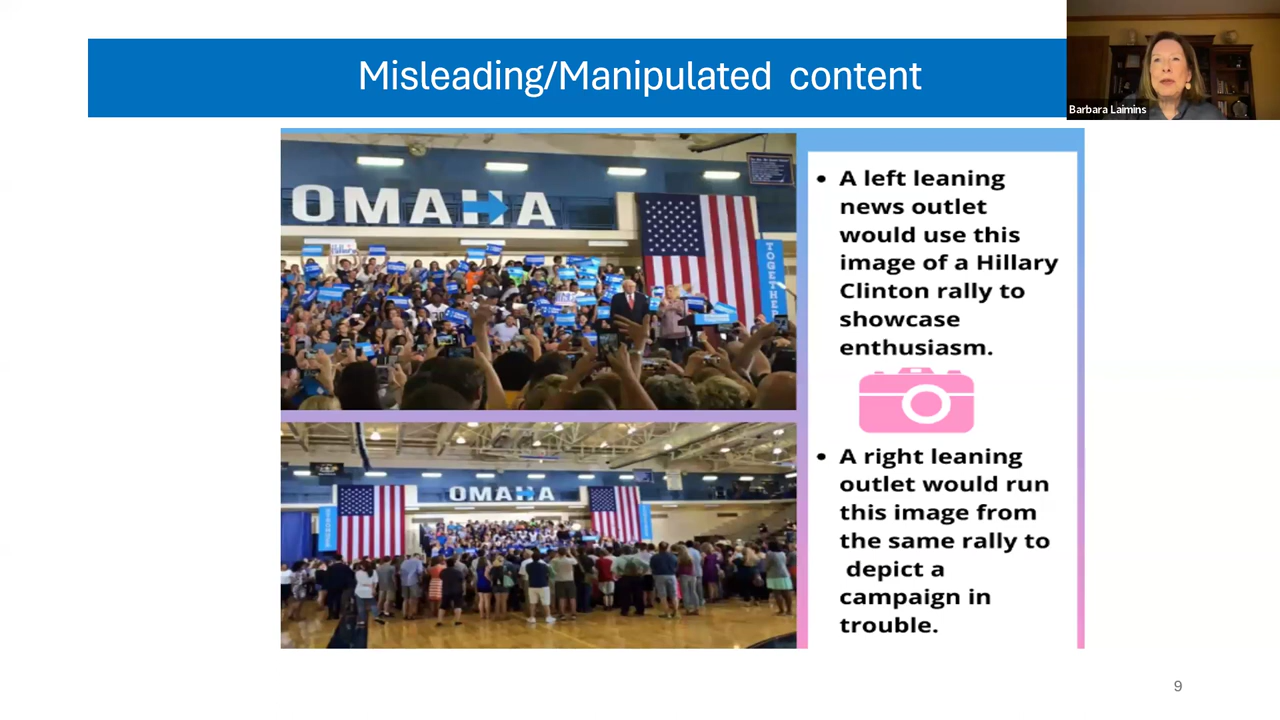 Misleading/Manipulated content
Barbara Laimins
OMAHA
TOGETHER
• A left leaning
news outlet
would use this
image of a Hillary
Clinton rally to
showcase
enthusiasm.
OMAHA
• A right leaning
outlet would run
this image from
the same rally to
depict a
campaign in
trouble.
9